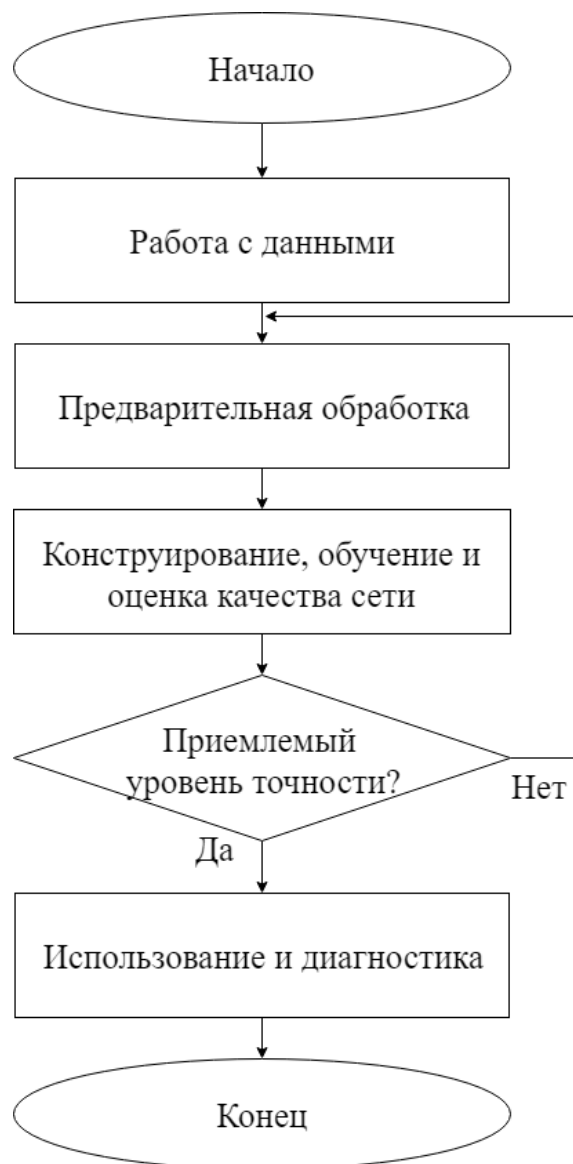 Начало
Работа с данными
Предварительная обработка
Конструирование, обучение и
оценка качества сети
Приемлемый
уровень точности?
Нет
Да
Использование и диагностика
Конец